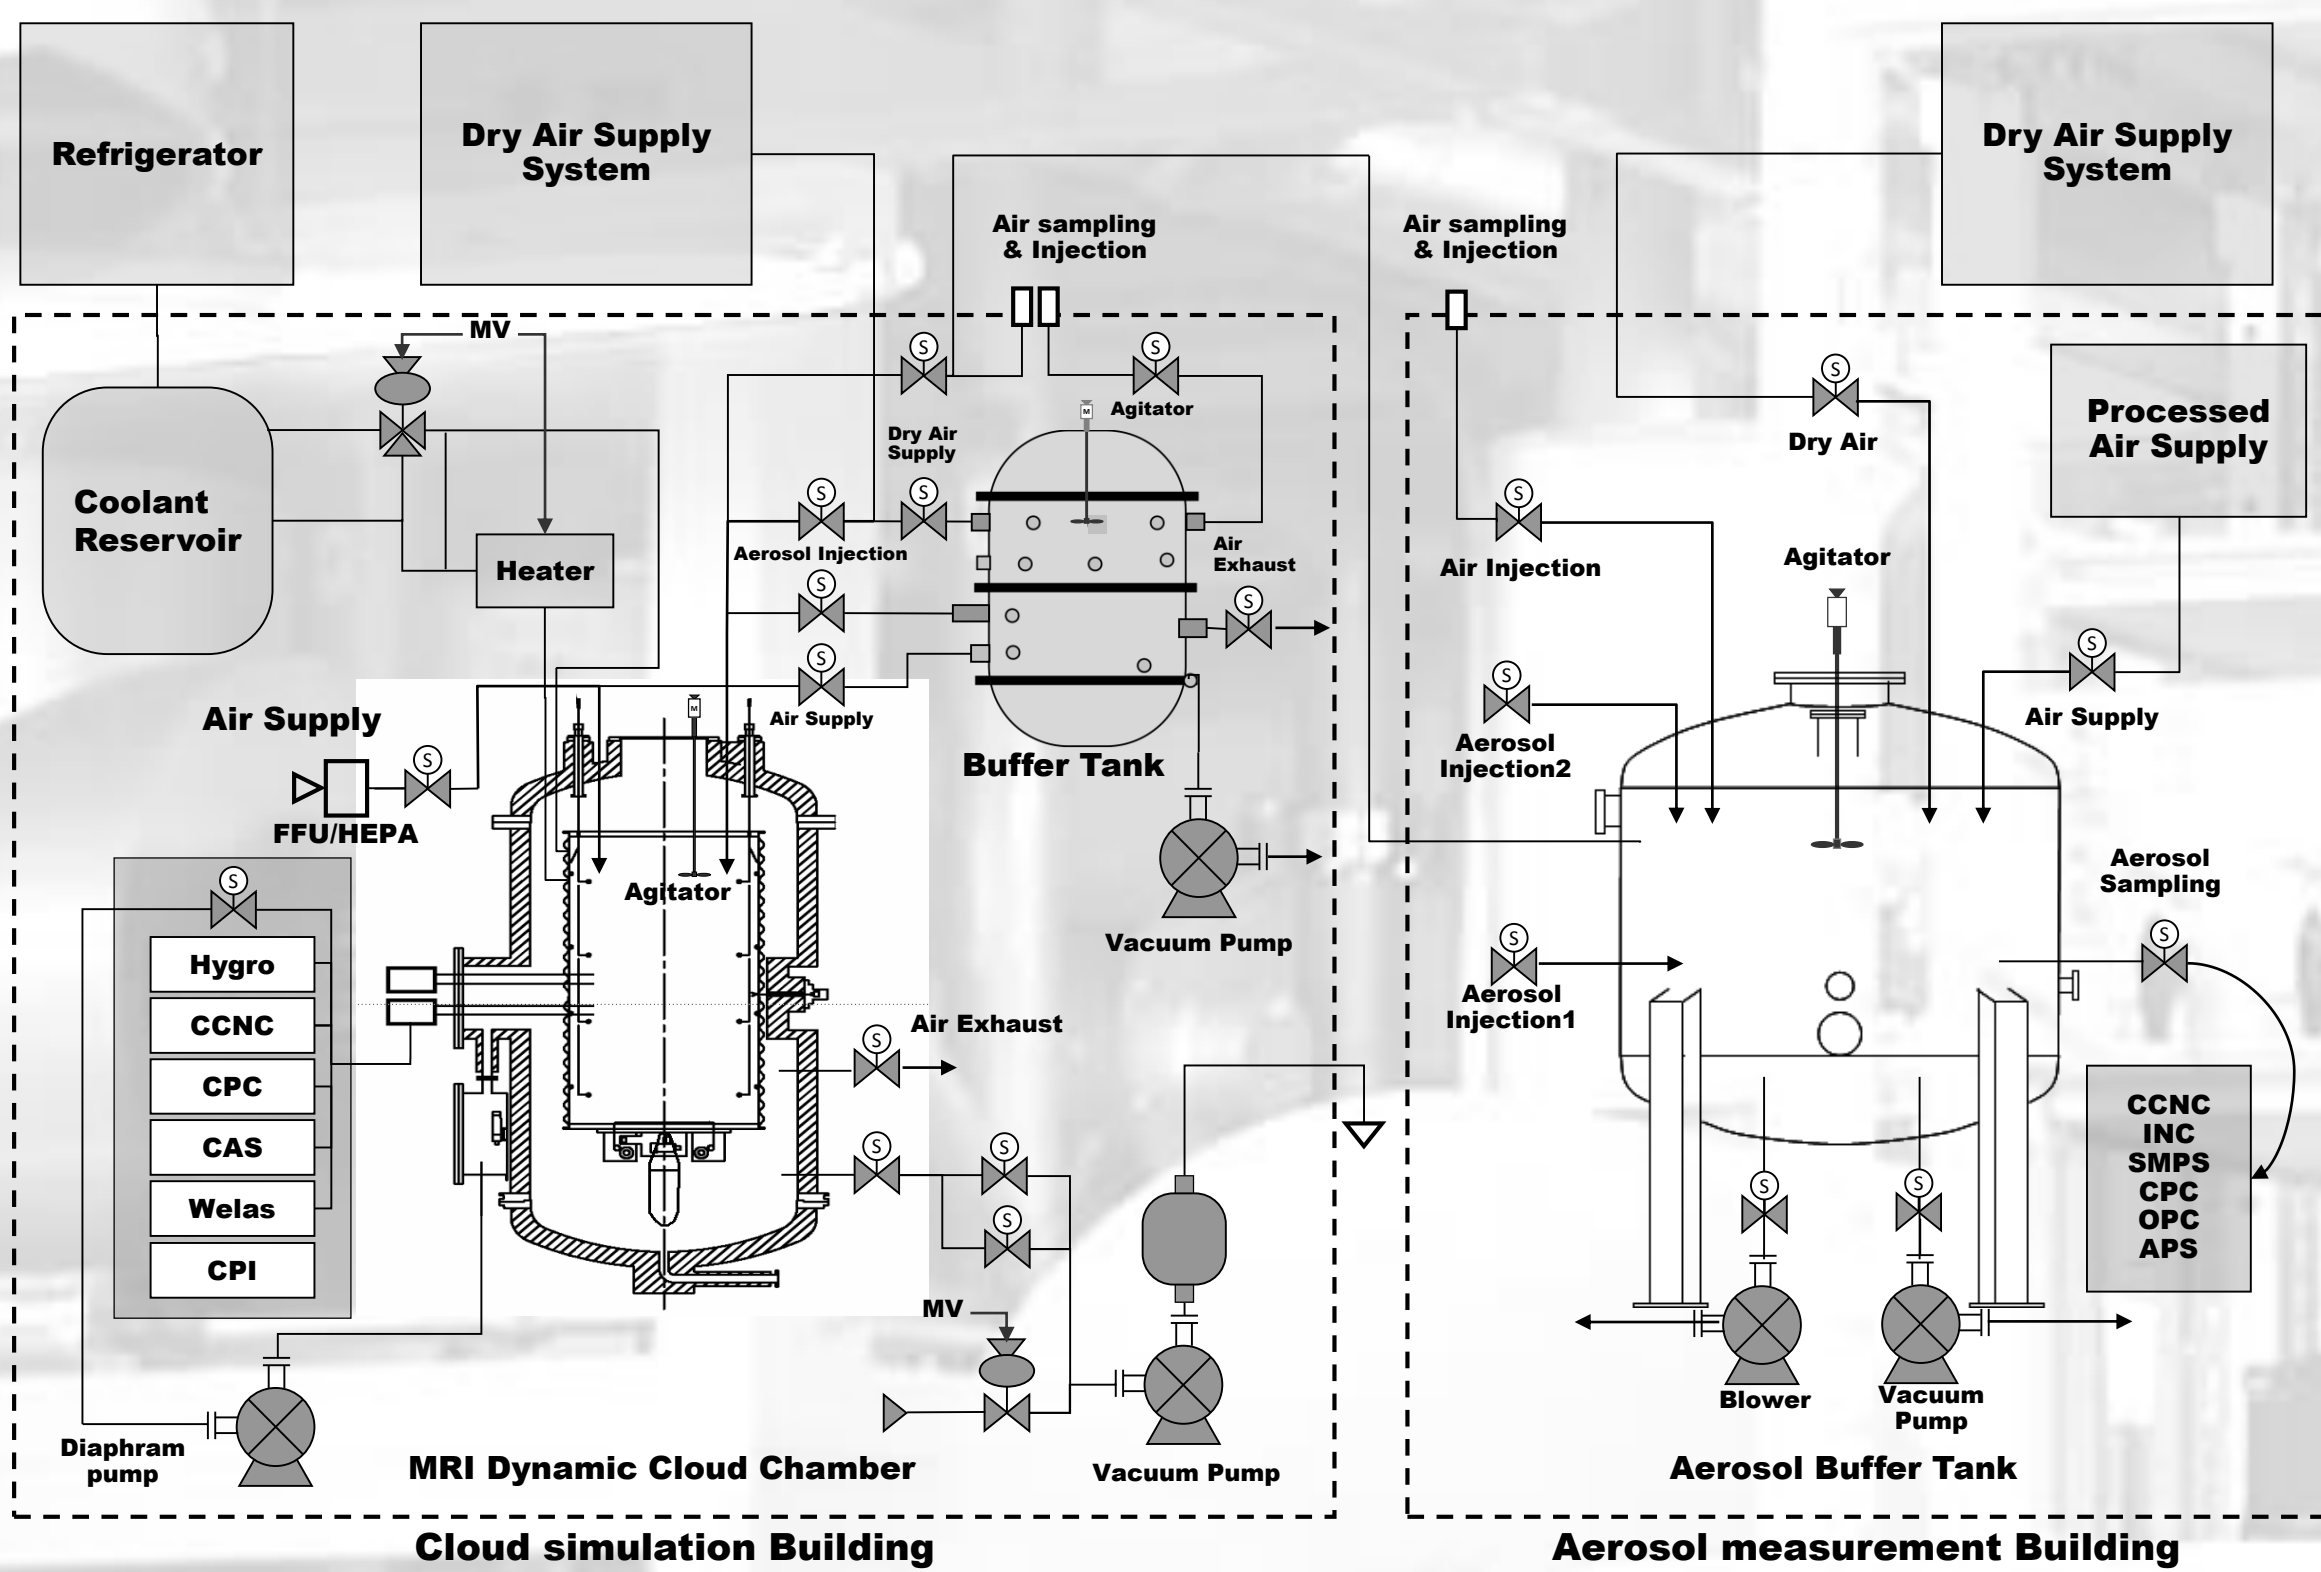 Refrigerator
Dry Air Supply
System
Dry Air Supply
System
Air sampling
& Injection
Air sampling
& Injection
MV
S
S
S
Agitator
M
Dry Air
Supply
Dry Air
Processed
Air Supply
Coolant
Reservoir
S
S
S
Aerosol Injection
Air
Exhaust
Heater
Air Injection
Agitator
S
S
S
S
S
Air Supply
M
Air Supply
Air Supply
Aerosol
Injection2
S
Buffer Tank
FFU/HEPA
S
Agitator
Aerosol
Sampling
Vacuum Pump
S
S
Hygro
CCNC
CPC
CAS
Welas
CPI
Aerosol
Injection1
S
Air Exhaust
CCNC
INC
SMPS
CPC
OPC
APS
S
S
S
S
S
MV
Blower
Vacuum
Pump
Diaphram
pump
MRI Dynamic Cloud Chamber
Vacuum Pump
Aerosol Buffer Tank
Cloud simulation Building
Aerosol measurement Building